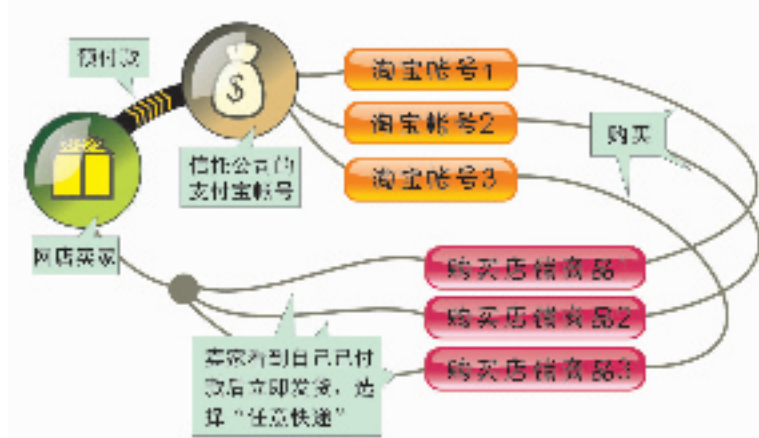 预付款
淘宝帐号1
淘宝帐号2
购买
信托公司的
支付宝帐号
淘宝帐号3
网店卖家
购买店铺商品1
购买店铺商品2
卖家看到自己已付
款后立即发货，选
择“任意快递”
购买店铺商品3